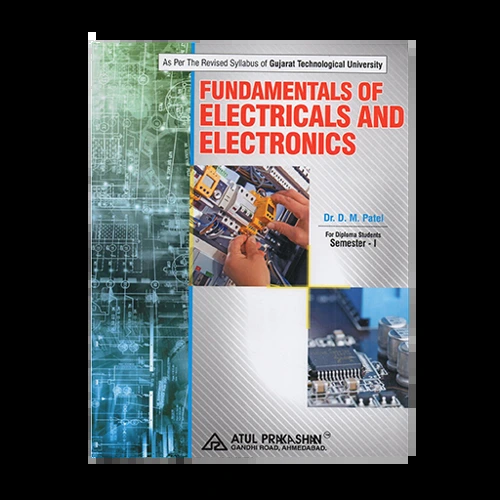 As Per The Revised Syllabus of Gujarat Technological University
FUNDAMENTALS OF
ELECTRICALS AND
ELECTRONICS
Dr. D. M. Patel
For Diploma Students
Semester - I
ATUL PRAKASHAN TM
GANDHI ROAD, AHMEDABAD.